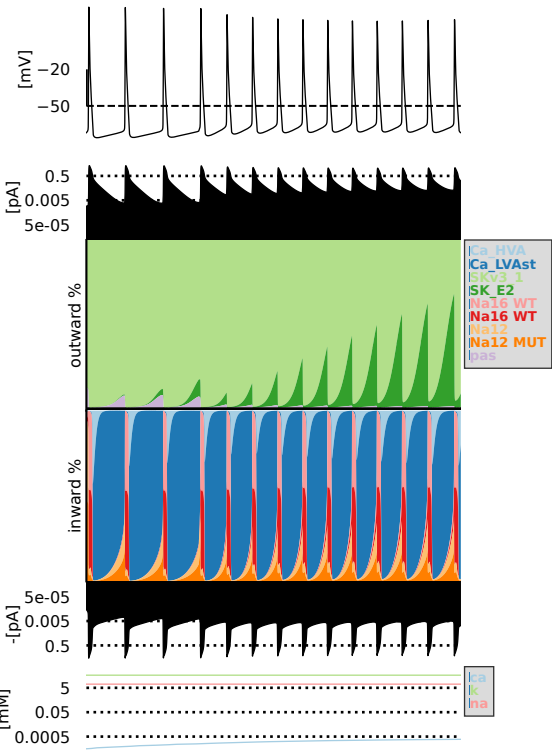 [mV]
−20
−50
[pA]
0.5
0.005
5e-05
outward %
Ca_HVA
Ca_LVAst
SKv3_1
SK_E2
Na16 WT
Na16 WT
Na12
Na12 MUT
pas
inward %
-[pA]
5e-05
0.005
0.5
[mM]
5
0.05
0.0005
ca
k
na